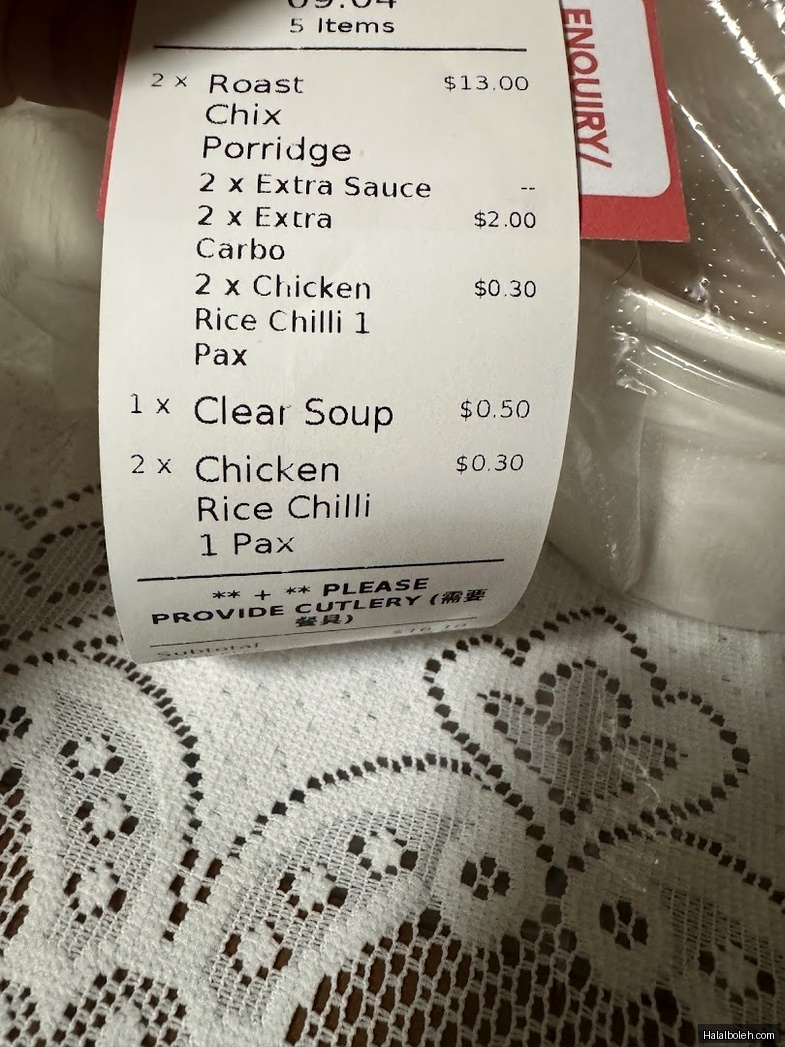 5 Items
2 x Roast $13.00
Chix
Porridge
2 x Extra Sauce --
2 x Extra $2.00
Carbo
2 x Chicken $0.30
Rice Chilli 1
Pax
1 x Clear Soup $0.50
2 x Chicken $0.30
Rice Chilli
1 Pax
** + ** PLEASE
PROVIDE CUTLERY (需要
餐具)
Subtotal
ENQUIRY/
Halalboleh.com